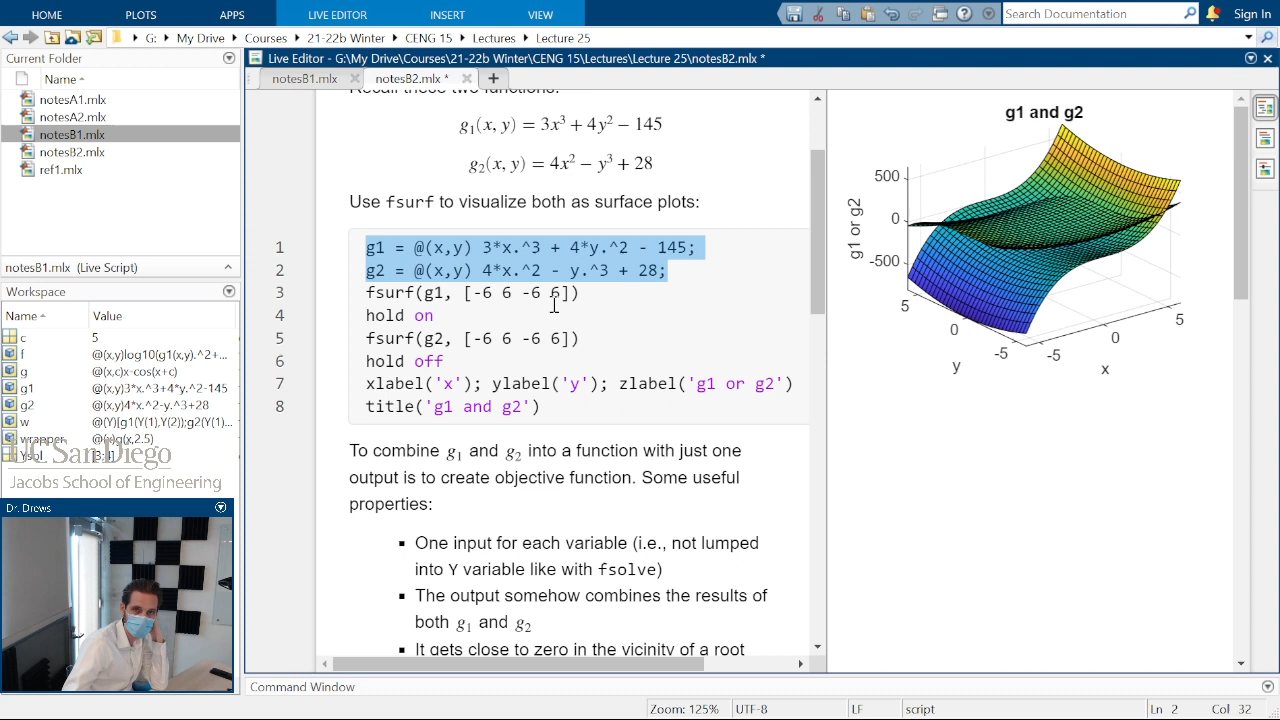 HOME PLOTS APPS LIVE EDITOR INSERT VIEW Search Documentation Sign In
G: My Drive Courses 21-22b Winter CENG 15 Lectures Lecture 25
Current Folder
Name
notesA1.mlx
notesA2.mlx
notesB1.mlx
notesB2.mlx
ref1.mlx
notesB1.mlx (Live Script)
Workspace
Name Value
c 5
f @(x,y)log10(g1(x,y).^2+...
g @(x,c)x-cos(x+c)
g1 @(x,y)3*x.^3+4*y.^2-145
g2 @(x,y)4*x.^2-y.^3+28
w @(Y)[g1(Y(1),Y(2));g2(Y(1)...
wrapper @(x)g(x,2.5)
Ysol [3;4]
UC San Diego
Jacobs School of Engineering
Dr. Drews
Live Editor - G:\My Drive\Courses\21-22b Winter\CENG 15\Lectures\Lecture 25\notesB2.mlx *
notesB1.mlx notesB2.mlx *
Recall these two functions:
g1(x, y) = 3x³ + 4y² − 145
g2(x, y) = 4x² − y³ + 28
Use fsurf to visualize both as surface plots:
1 g1 = @(x,y) 3*x.^3 + 4*y.^2 - 145;
2 g2 = @(x,y) 4*x.^2 - y.^3 + 28;
3 fsurf(g1, [-6 6 -6 6])
4 hold on
5 fsurf(g2, [-6 6 -6 6])
6 hold off
7 xlabel('x'); ylabel('y'); zlabel('g1 or g2')
8 title('g1 and g2')
To combine g1 and g2 into a function with just one
output is to create objective function. Some useful
properties:
▪ One input for each variable (i.e., not lumped
into Y variable like with fsolve)
▪ The output somehow combines the results of
both g1 and g2
▪ It gets close to zero in the vicinity of a root
g1 and g2
g1 or g2
500
0
-500
5
0
-5
y
-5
0
5
x
Command Window
Zoom: 125% UTF-8 LF script Ln 2 Col 32